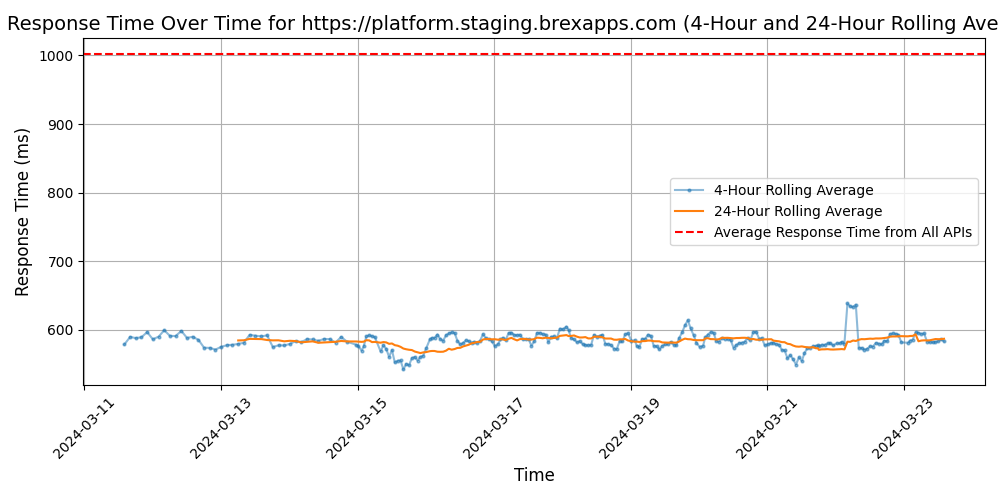 Response Time Over Time for https://platform.staging.brexapps.com (4-Hour and 24-Hour Rolling Ave
Response Time (ms)
1000
900
800
700
600
4-Hour Rolling Average
24-Hour Rolling Average
Average Response Time from All APIs
2024-03-11
2024-03-13
2024-03-15
2024-03-17
2024-03-19
2024-03-21
2024-03-23
Time